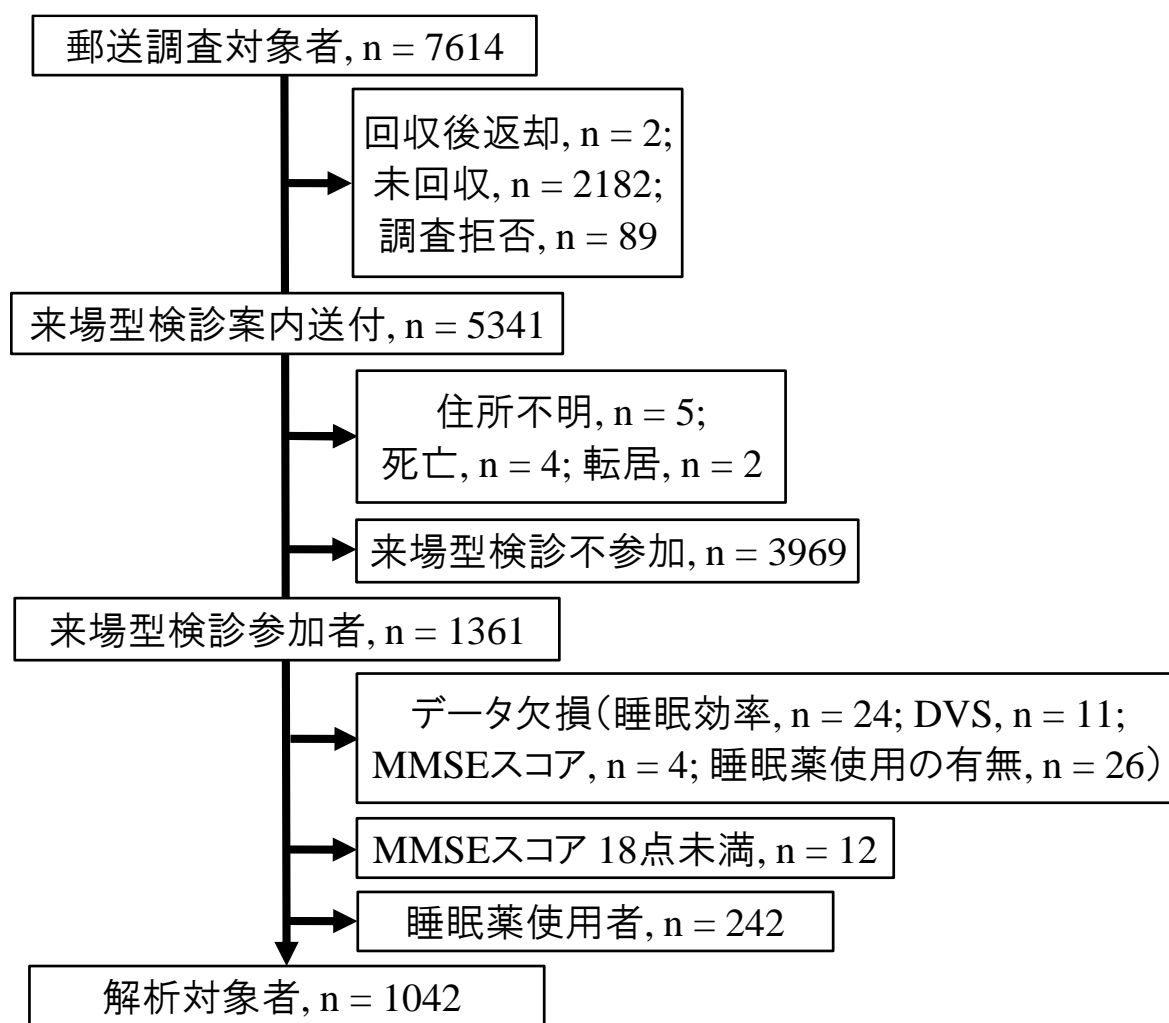 郵送調査対象者, n = 7614
回収後返却, n = 2;
未回収, n = 2182;
調査拒否, n = 89
来場型検診案内送付, n = 5341
住所不明, n = 5;
死亡, n = 4; 転居, n = 2
来場型検診不参加, n = 3969
来場型検診参加者, n = 1361
データ欠損（睡眠効率, n = 24; DVS, n = 11;
MMSEスコア, n = 4; 睡眠薬使用の有無, n = 26）
MMSEスコア 18点未満, n = 12
睡眠薬使用者, n = 242
解析対象者, n = 1042